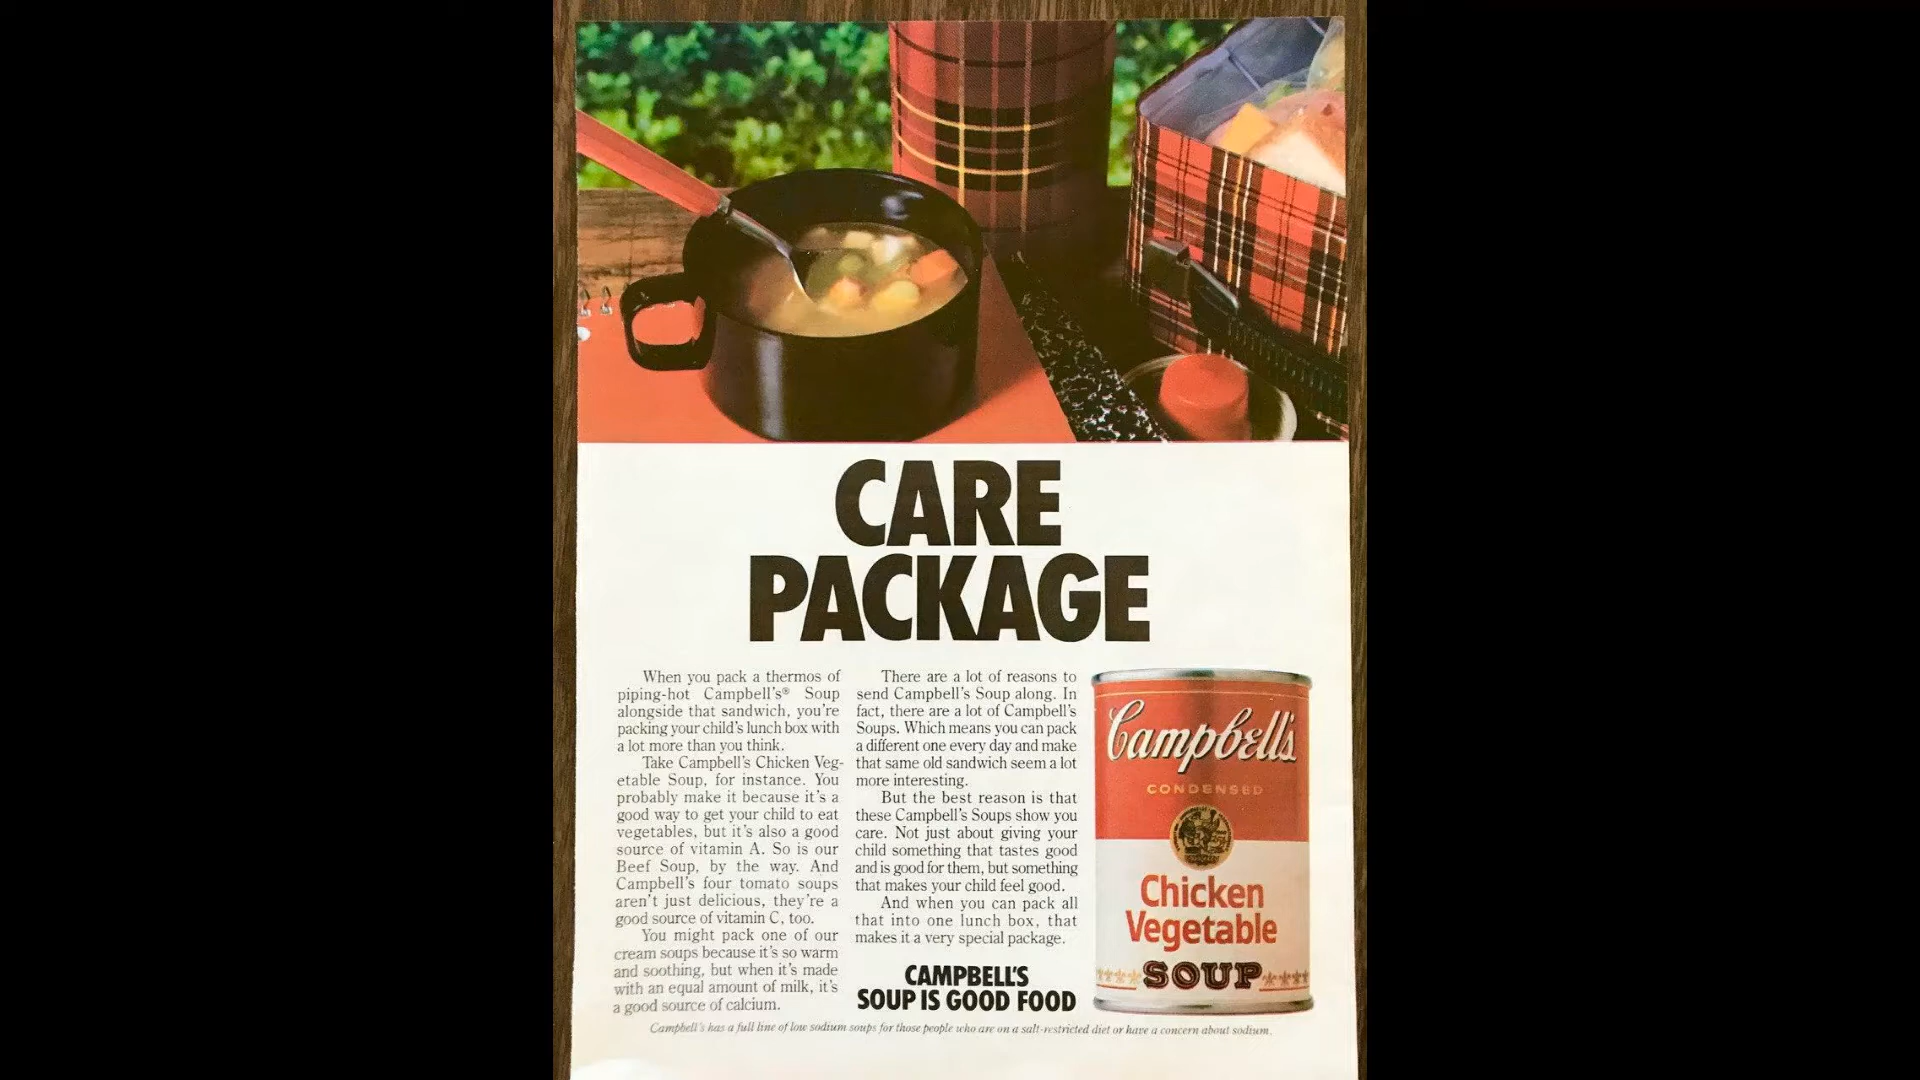 CARE
PACKAGE
When you pack a thermos of
piping-hot Campbell's® Soup
alongside that sandwich, you're
packing your child's lunch box with
a lot more than you think.
Take Campbell's Chicken Veg-
etable Soup, for instance. You
probably make it because it's a
good way to get your child to eat
vegetables, but it's also a good
source of vitamin A. So is our
Beef Soup, by the way. And
Campbell's four tomato soups
aren't just delicious, they're a
good source of vitamin C, too.
You might pack one of our
cream soups because it's so warm
and soothing, but when it's made
with an equal amount of milk, it's
a good source of calcium.
There are a lot of reasons to
send Campbell's Soup along. In
fact, there are a lot of Campbell's
Soups. Which means you can pack
a different one every day and make
that same old sandwich seem a lot
more interesting.
But the best reason is that
these Campbell's Soups show you
care. Not just about giving your
child something that tastes good
and is good for them, but something
that makes your child feel good.
And when you can pack all
that into one lunch box, that
makes it a very special package.
CAMPBELL'S
SOUP IS GOOD FOOD
Campbell's
CONDENSED
Chicken
Vegetable
SOUP
Campbell's has a full line of low sodium soups for those people who are on a salt-restricted diet or have a concern about sodium.